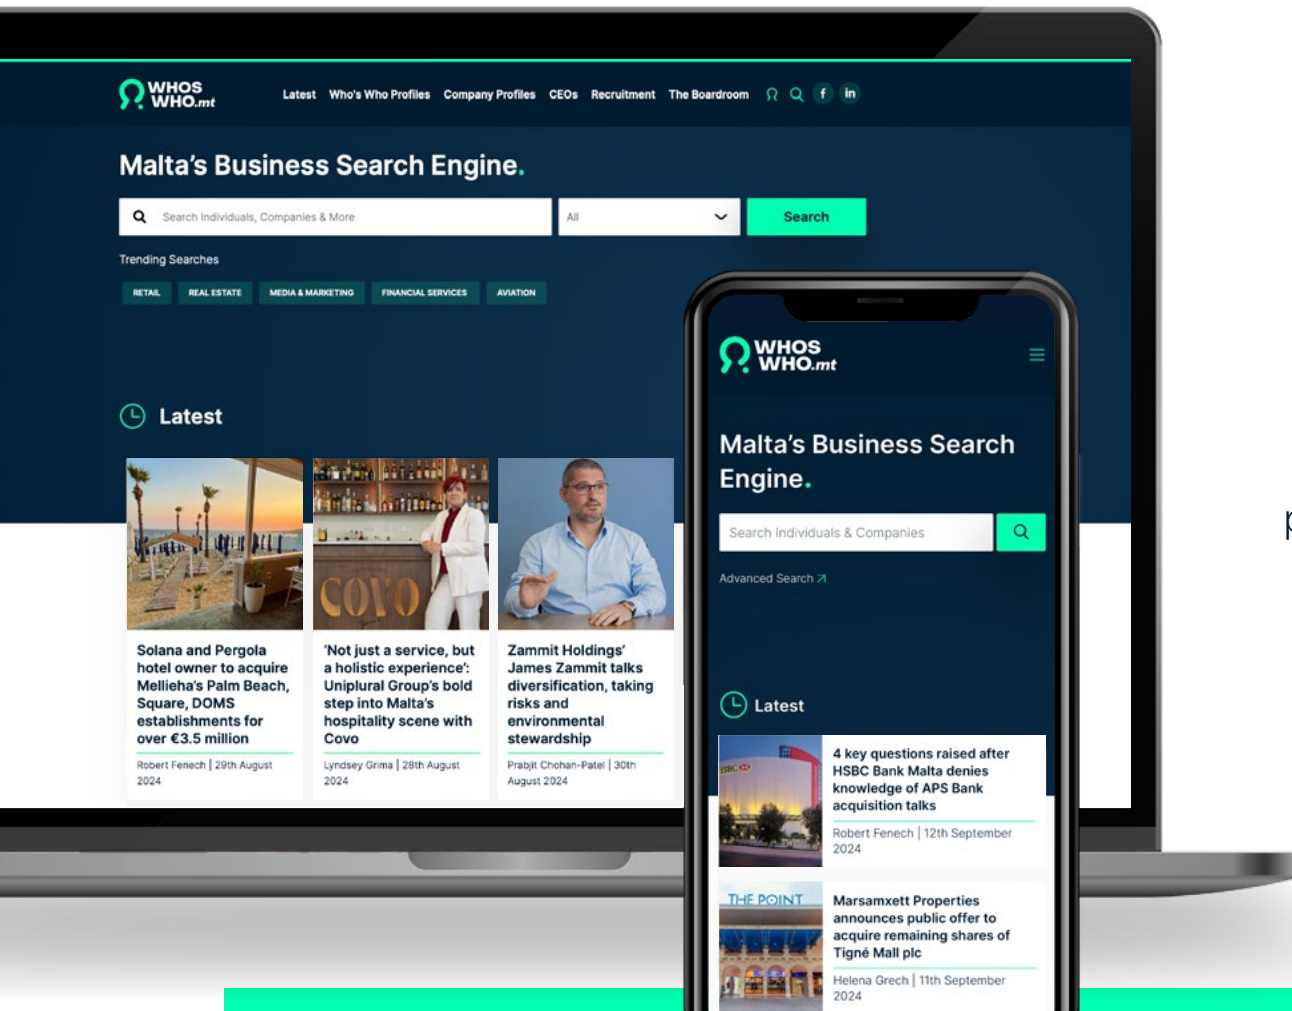 WHOS
WHO.mt
Latest Who's Who Profiles Company Profiles CEOs Recruitment The Boardroom f in
Malta's Business Search Engine.
Search Individuals, Companies & More All Search
Trending Searches
RETAIL REAL ESTATE MEDIA & MARKETING FINANCIAL SERVICES AVIATION
Latest
COVO
Solana and Pergola
hotel owner to acquire
Mellieha's Palm Beach,
Square, DOMS
establishments for
over €3.5 million
Robert Fenech | 29th August
2024
'Not just a service, but
a holistic experience':
Uniplural Group's bold
step into Malta's
hospitality scene with
Covo
Lyndsey Grima | 28th August
2024
Zammit Holdings'
James Zammit talks
diversification, taking
risks and
environmental
stewardship
Prabjit Chohan-Patel | 30th
August 2024
WHOS
WHO.mt
Malta's Business Search
Engine.
Search Individuals & Companies
Advanced Search
Latest
HSBC
4 key questions raised after
HSBC Bank Malta denies
knowledge of APS Bank
acquisition talks
Robert Fenech | 12th September
2024
THE POINT
Marsamxett Properties
announces public offer to
acquire remaining shares of
Tigné Mall plc
Helena Grech | 11th September
2024
p